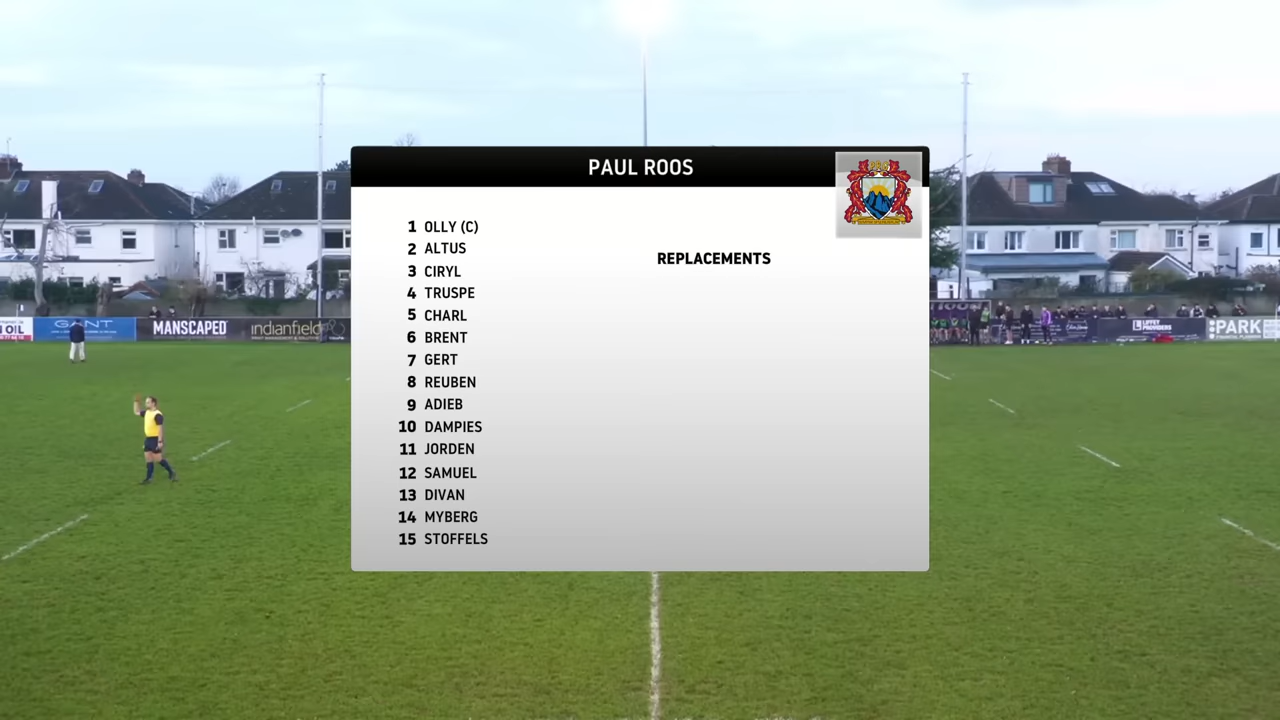 PAUL ROOS
1 OLLY (C)
2 ALTUS
3 CIRYL
4 TRUSPE
5 CHARL
6 BRENT
7 GERT
8 REUBEN
9 ADIEB
10 DAMPIES
11 JORDEN
12 SAMUEL
13 DIVAN
14 MYBERG
15 STOFFELS
REPLACEMENTS
OIL
GANT
MANSCAPED
indianfield
LIFFEY
PROVIDERS
:PARK